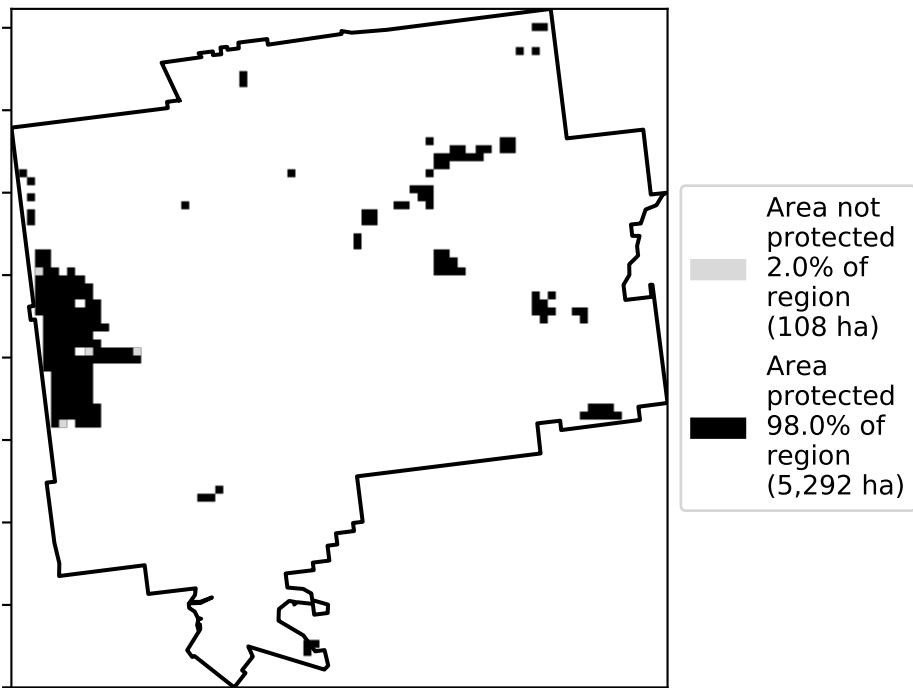 Area not
protected
2.0% of
region
(108 ha)
Area
protected
98.0% of
region
(5,292 ha)